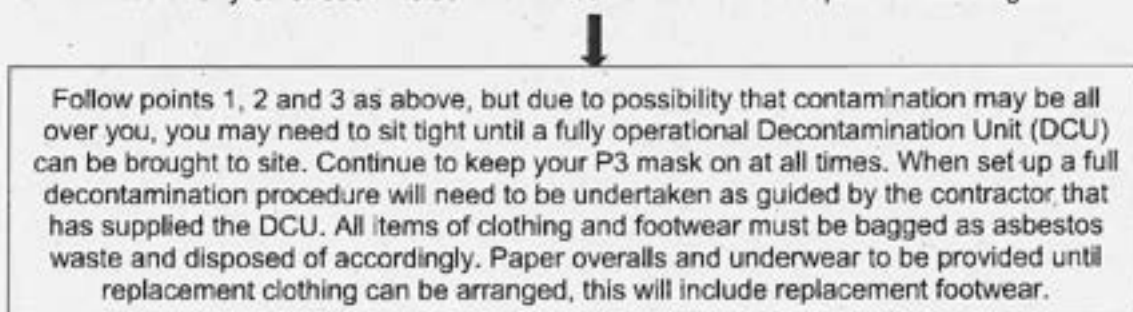 Follow points 1, 2 and 3 as above, but due to possibility that contamination may be all
over you, you may need to sit tight until a fully operational Decontamination Unit (DCU)
can be brought to site. Continue to keep your P3 mask on at all times. When set up a full
decontamination procedure will need to be undertaken as guided by the contractor that
has supplied the DCU. All items of clothing and footwear must be bagged as asbestos
waste and disposed of accordingly. Paper overalls and underwear to be provided until
replacement clothing can be arranged, this will include replacement footwear.